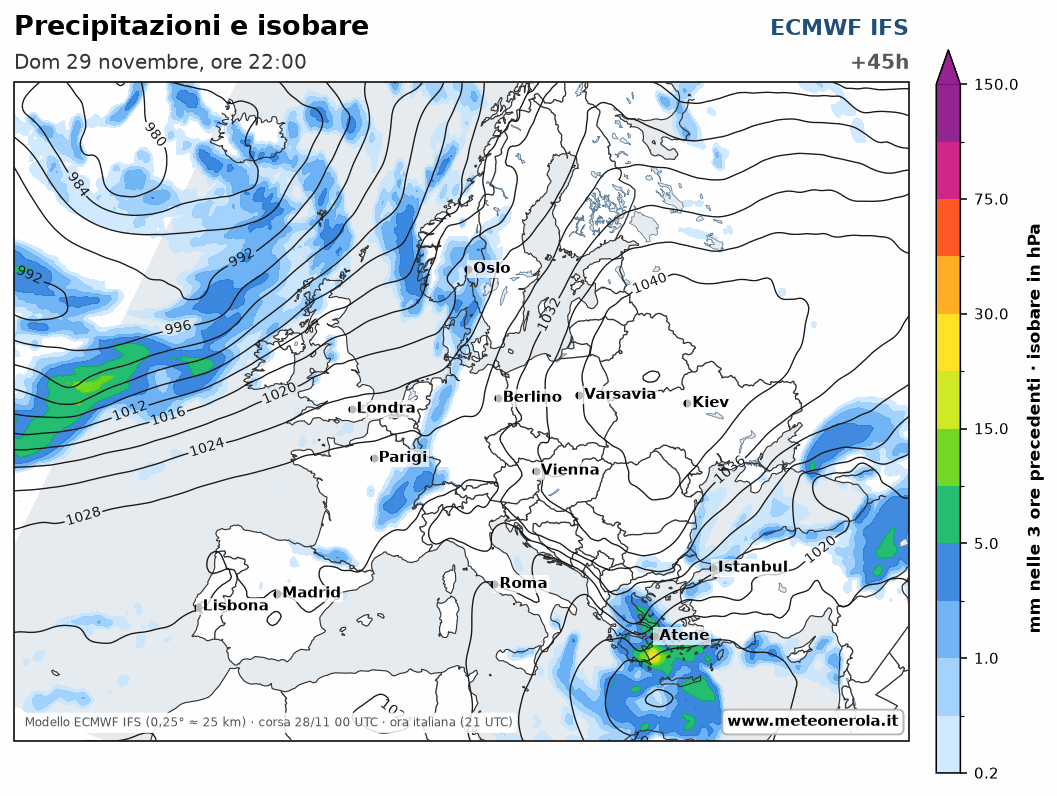 Precipitazioni e isobare
ECMWF IFS
Dom 29 novembre, ore 22:00
+45h
150.0
75.0
30.0
15.0
5.0
1.0
0.2
mm nelle 3 ore precedenti · isobare in hPa
980
984
992
992
996
1012
1016
1020
1024
1028
1032
1040
1036
1020
Oslo
Londra
Berlino
Varsavia
Kiev
Parigi
Vienna
Istanbul
Roma
Madrid
Lisbona
Atene
Modello ECMWF IFS (0,25° ≈ 25 km) · corsa 28/11 00 UTC · ora italiana (21 UTC)
www.meteonerola.it